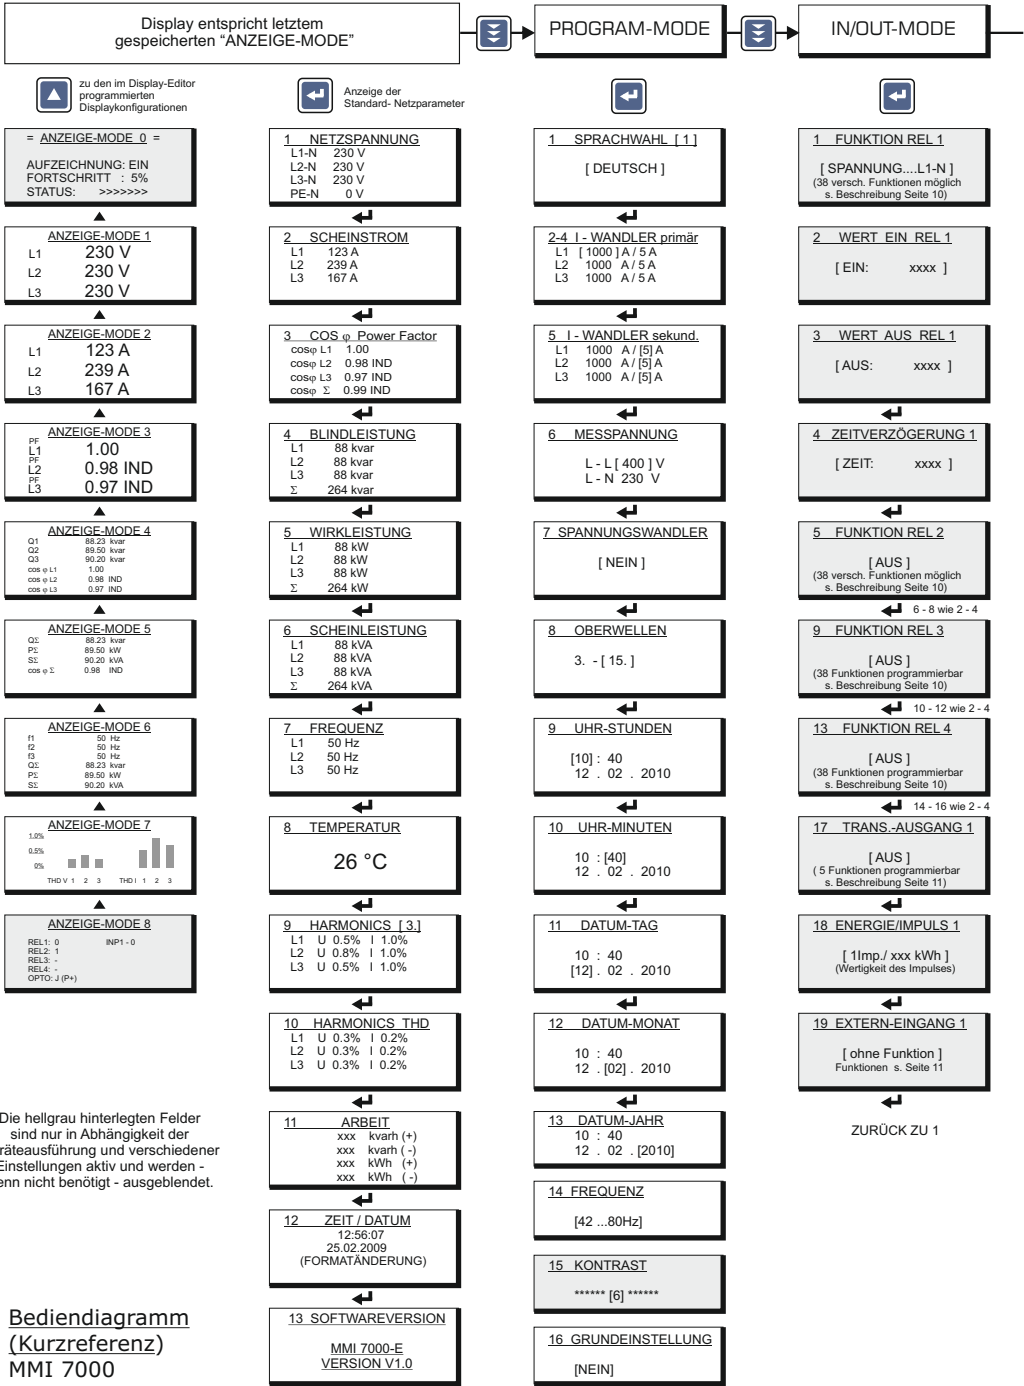 Display entspricht letztem
gespeicherten “ANZEIGE-MODE”
PROGRAM-MODE
IN/OUT-MODE
zu den im Display-Editor
programmierten
Displaykonfigurationen
Anzeige der
Standard- Netzparameter
= ANZEIGE-MODE 0 =
AUFZEICHNUNG: EIN
FORTSCHRITT : 5%
STATUS: >>>>>>>
ANZEIGE-MODE 1
L1 230 V
L2 230 V
L3 230 V
ANZEIGE-MODE 2
L1 123 A
L2 239 A
L3 167 A
ANZEIGE-MODE 3
PF
L1 1.00
PF
L2 0.98 IND
PF
L3 0.97 IND
ANZEIGE-MODE 4
Q1 88.23 kvar
Q2 89.50 kvar
Q3 90.20 kvar
cos φ L1 1.00
cos φ L2 0.98 IND
cos φ L3 0.97 IND
ANZEIGE-MODE 5
QΣ 88.23 kvar
PΣ 89.50 kW
SΣ 90.20 kVA
cos φ Σ 0.98 IND
ANZEIGE-MODE 6
f1 50 Hz
f2 50 Hz
f3 50 Hz
QΣ 88.23 kvar
PΣ 89.50 kW
SΣ 90.20 kVA
ANZEIGE-MODE 7
1.0%
0.5%
0%
THD V 1 2 3 THD I 1 2 3
ANZEIGE-MODE 8
REL1: 0 INP1 - 0
REL2: 1
REL3: -
REL4: -
OPTO: J (P+)
Die hellgrau hinterlegten Felder
sind nur in Abhängigkeit der
räteausführung und verschiedener
Einstellungen aktiv und werden -
enn nicht benötigt - ausgeblendet.
Bediendiagramm
(Kurzreferenz)
MMI 7000
1 NETZSPANNUNG
L1-N 230 V
L2-N 230 V
L3-N 230 V
PE-N 0 V
2 SCHEINSTROM
L1 123 A
L2 239 A
L3 167 A
3 COS φ Power Factor
cosφ L1 1.00
cosφ L2 0.98 IND
cosφ L3 0.97 IND
cosφ Σ 0.99 IND
4 BLINDLEISTUNG
L1 88 kvar
L2 88 kvar
L3 88 kvar
Σ 264 kvar
5 WIRKLEISTUNG
L1 88 kW
L2 88 kW
L3 88 kW
Σ 264 kW
6 SCHEINLEISTUNG
L1 88 kVA
L2 88 kVA
L3 88 kVA
Σ 264 kVA
7 FREQUENZ
L1 50 Hz
L2 50 Hz
L3 50 Hz
8 TEMPERATUR
26 °C
9 HARMONICS [ 3.]
L1 U 0.5% I 1.0%
L2 U 0.8% I 1.0%
L3 U 0.5% I 1.0%
10 HARMONICS THD
L1 U 0.3% I 0.2%
L2 U 0.3% I 0.2%
L3 U 0.3% I 0.2%
11 ARBEIT
xxx kvarh (+)
xxx kvarh ( -)
xxx kWh (+)
xxx kWh ( -)
12 ZEIT / DATUM
12:56:07
25.02.2009
(FORMATÄNDERUNG)
13 SOFTWAREVERSION
MMI 7000-E
VERSION V1.0
1 SPRACHWAHL [ 1 ]
[ DEUTSCH ]
2-4 I - WANDLER primär
L1 [ 1000 ] A / 5 A
L2 1000 A / 5 A
L3 1000 A / 5 A
5 I - WANDLER sekund.
L1 1000 A / [5] A
L2 1000 A / [5] A
L3 1000 A / [5] A
6 MESSPANNUNG
L - L [ 400 ] V
L - N 230 V
7 SPANNUNGSWANDLER
[ NEIN ]
8 OBERWELLEN
3. - [ 15. ]
9 UHR-STUNDEN
[10] : 40
12 . 02 . 2010
10 UHR-MINUTEN
10 : [40]
12 . 02 . 2010
11 DATUM-TAG
10 : 40
[12] . 02 . 2010
12 DATUM-MONAT
10 : 40
12 . [02] . 2010
13 DATUM-JAHR
10 : 40
12 . 02 . [2010]
14 FREQUENZ
[42 ...80Hz]
15 KONTRAST
****** [6] ******
16 GRUNDEINSTELLUNG
[NEIN]
1 FUNKTION REL 1
[ SPANNUNG....L1-N ]
(38 versch. Funktionen möglich
s. Beschreibung Seite 10)
2 WERT EIN REL 1
[ EIN: xxxx ]
3 WERT AUS REL 1
[ AUS: xxxx ]
4 ZEITVERZÖGERUNG 1
[ ZEIT: xxxx ]
5 FUNKTION REL 2
[ AUS ]
(38 versch. Funktionen möglich
s. Beschreibung Seite 10)
6 - 8 wie 2 - 4
9 FUNKTION REL 3
[ AUS ]
(38 Funktionen programmierbar
s. Beschreibung Seite 10)
10 - 12 wie 2 - 4
13 FUNKTION REL 4
[ AUS ]
(38 Funktionen programmierbar
s. Beschreibung Seite 10)
14 - 16 wie 2 - 4
17 TRANS.-AUSGANG 1
[ AUS ]
( 5 Funktionen programmierbar
s. Beschreibung Seite 11)
18 ENERGIE/IMPULS 1
[ 1Imp./ xxx kWh ]
(Wertigkeit des Impulses)
19 EXTERN-EINGANG 1
[ ohne Funktion ]
Funktionen s. Seite 11
ZURÜCK ZU 1